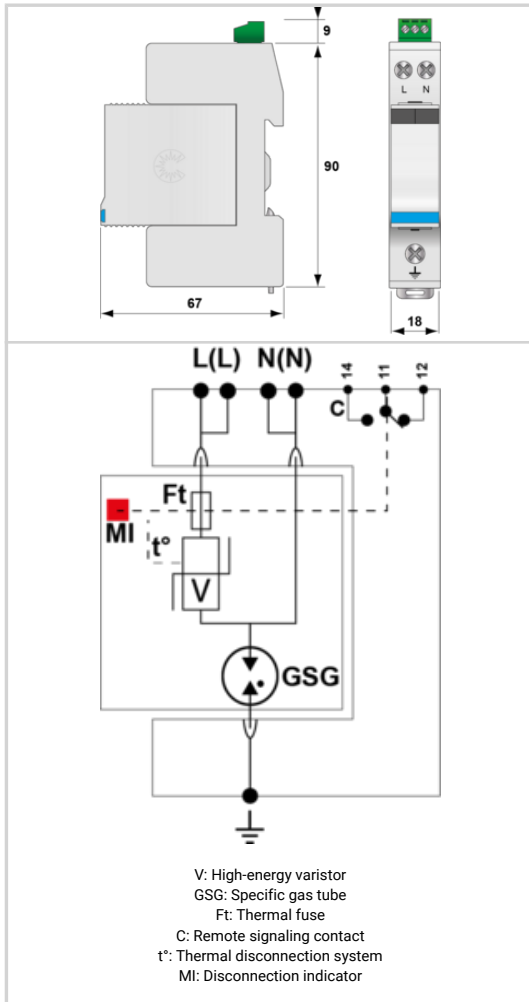 9
90
67
L N
18
L(L) N(N)
14 11 12
C
Ft
MI
t°
V
GSG
V: High-energy varistor
GSG: Specific gas tube
Ft: Thermal fuse
C: Remote signaling contact
t°: Thermal disconnection system
MI: Disconnection indicator